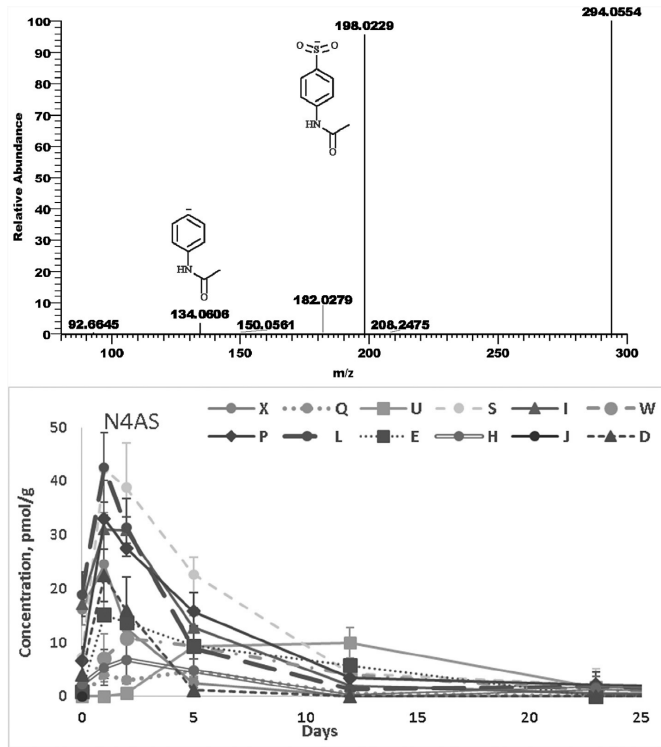 294.0554
198.0229
100
90
O S O
80
70
HN
60
O
Relative Abundance
50
40
30
HN
20
O
182.0279
10
134.0606
92.6645
150.0561
208.2475
0
100
150
200
250
300
m/z
50
N4AS
X Q U S I W
P L E H J D
40
30
20
10
0
Concentration, pmol/g
0 5 10 15 20 25
Days